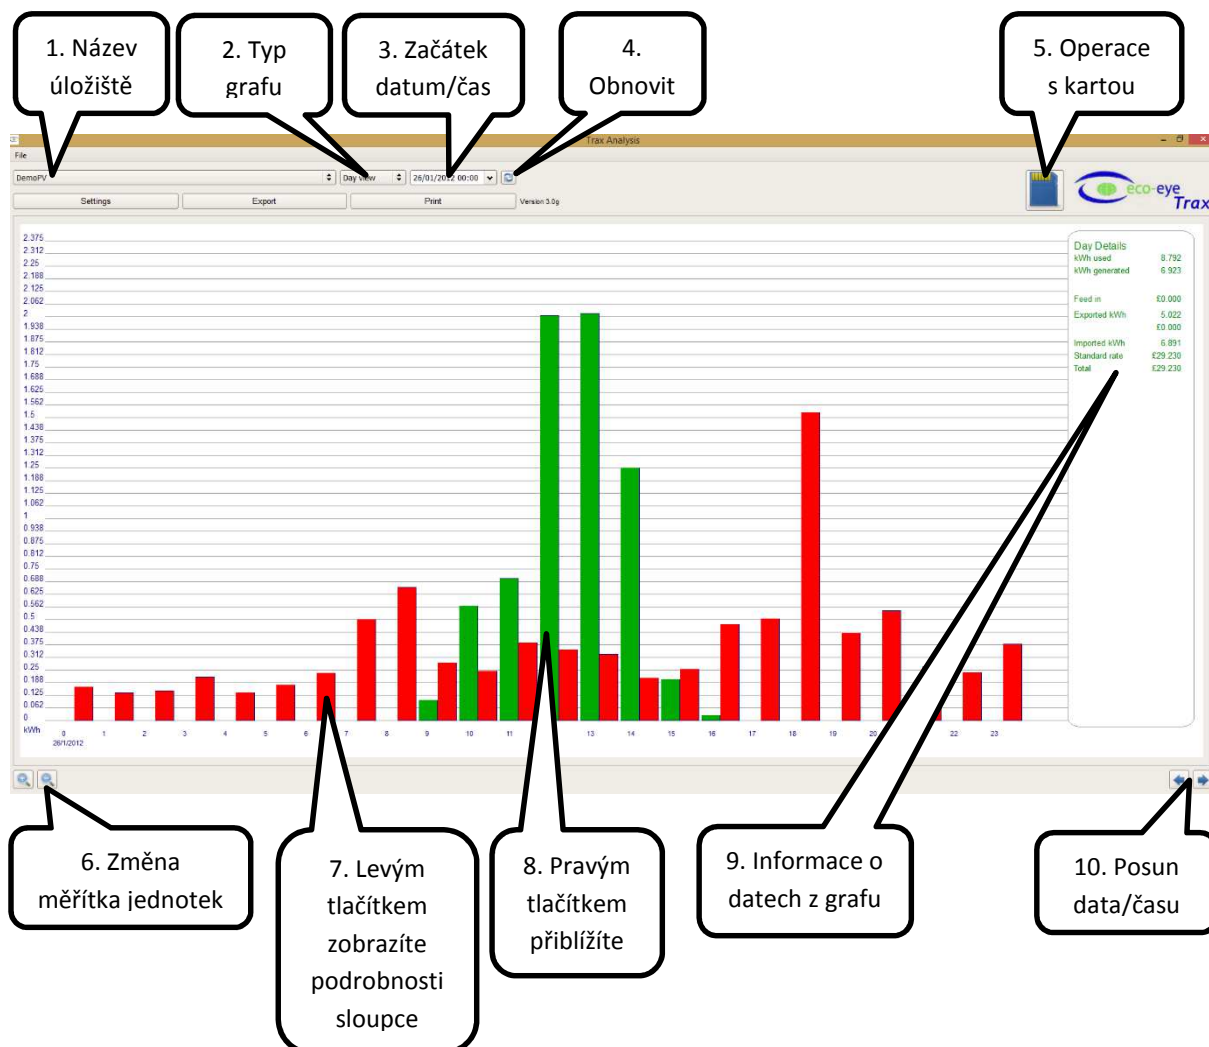 1. Název
úložiště
2. Typ
grafu
3. Začátek
datum/čas
4.
Obnovit
5. Operace
s kartou
Trax Analysis
File
DemoPV
Day view
26/01/2012 00:00
Settings
Export
Print
Version 3.0g
eco-eye
Trax
2.375
2.312
2.25
2.188
2.125
2.062
2
1.938
1.875
1.812
1.75
1.688
1.625
1.562
1.5
1.438
1.375
1.312
1.25
1.188
1.125
1.062
1
0.938
0.875
0.812
0.75
0.688
0.625
0.562
0.5
0.438
0.375
0.312
0.25
0.188
0.125
0.062
0
kWh
0 1 2 3 4 5 6 7 8 9 10 11 13 14 15 16 17 18 19 20 22 23
26/1/2012
Day Details
kWh used 8.792
kWh generated 6.923
Feed in £0.000
Exported kWh 5.022
£0.000
Imported kWh 6.891
Standard rate £29.230
Total £29.230
6. Změna
měřítka jednotek
7. Levým
tlačítkem
zobrazíte
podrobnosti
sloupce
8. Pravým
tlačítkem
přiblížíte
9. Informace o
datech z grafu
10. Posun
data/času